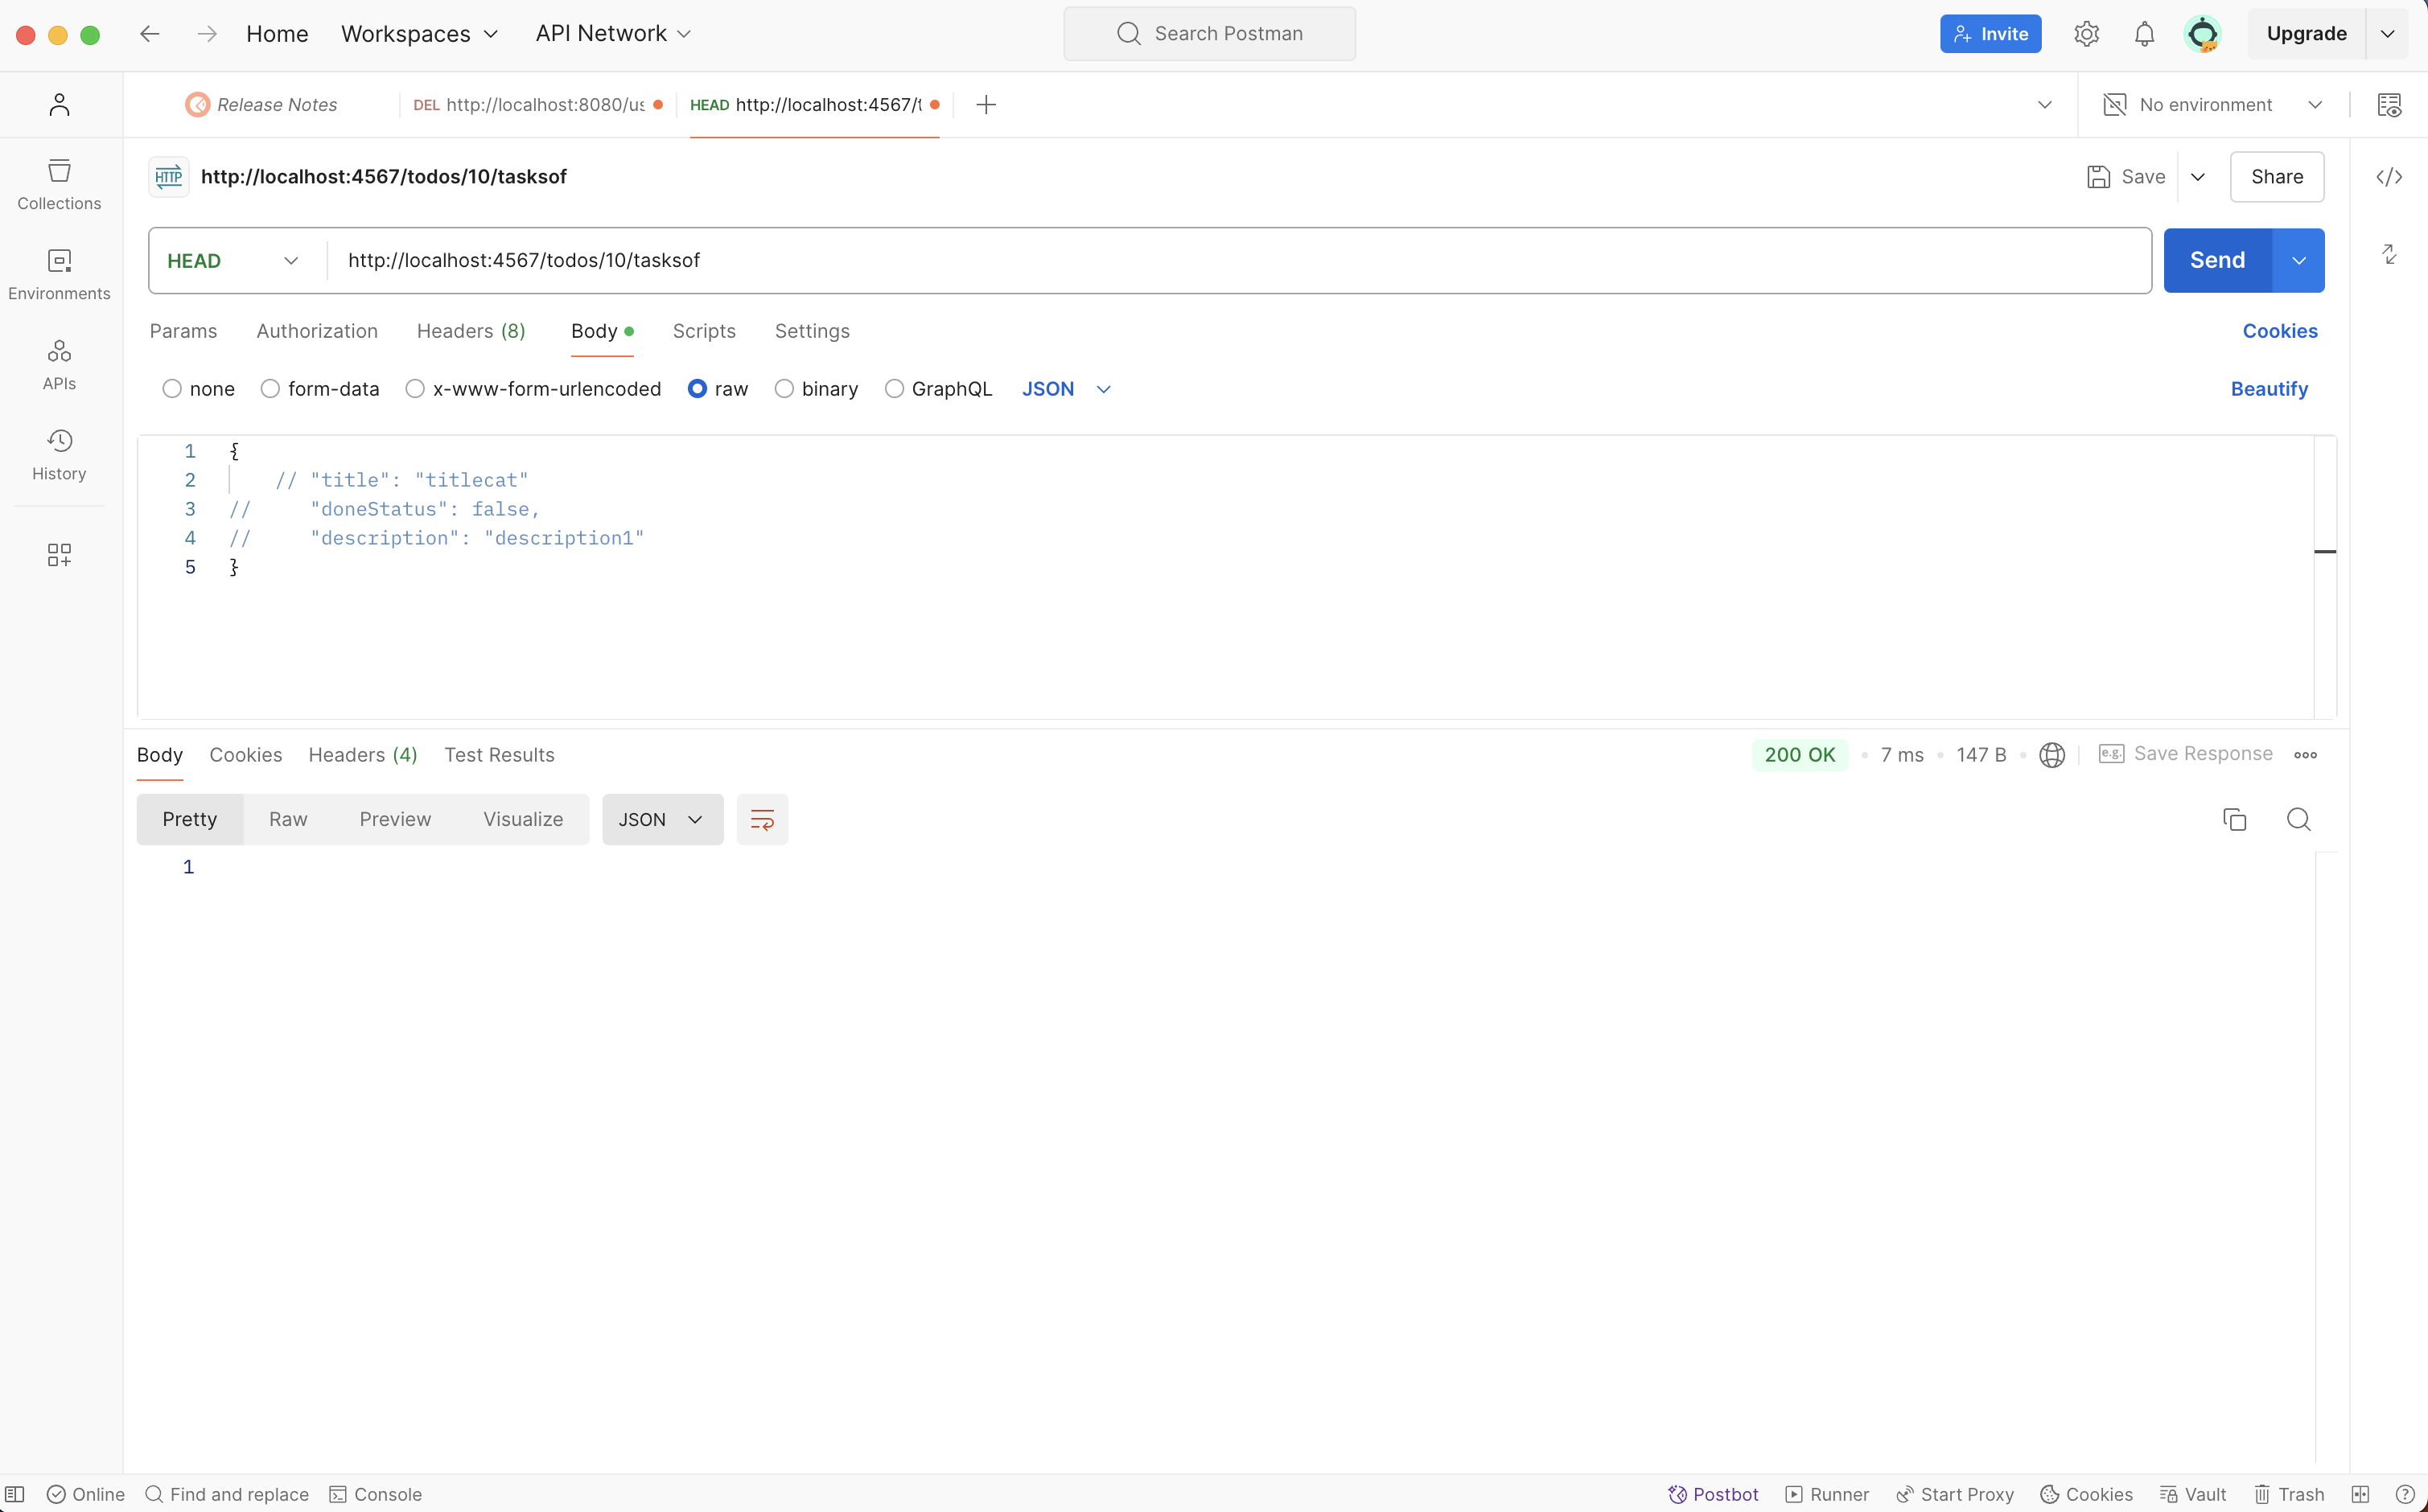 Home Workspaces API Network Search Postman Invite Upgrade
Release Notes DEL http://localhost:8080/us HEAD http://localhost:4567/t No environment
HTTP http://localhost:4567/todos/10/tasksof Save Share
Collections
Environments
APIs
History
HEAD http://localhost:4567/todos/10/tasksof Send
Params Authorization Headers (8) Body Scripts Settings Cookies
none form-data x-www-form-urlencoded raw binary GraphQL JSON Beautify
1 {
2 // "title": "titlecat"
3 // "doneStatus": false,
4 // "description": "description1"
5 }
Body Cookies Headers (4) Test Results 200 OK 7 ms 147 B e.g. Save Response
Pretty Raw Preview Visualize JSON
1
Online Find and replace Console Postbot Runner Start Proxy Cookies Vault Trash